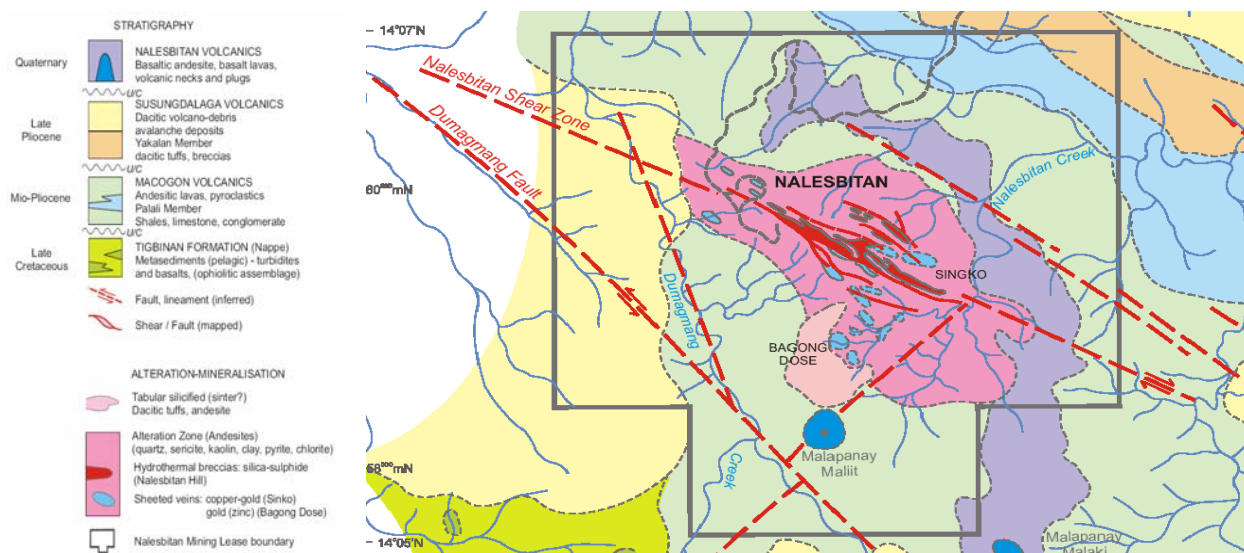 STRATIGRAPHY
Quaternary
NALESBITAN VOLCANICS
Basaltic andesite, basalt lavas,
volcanic necks and plugs
U/C
Late
Pliocene
SUSUNGDALAGA VOLCANICS
Dacitic volcano-debris
avalanche deposits
Yakalan Member
dacitic tuffs, breccias
U/C
Mio-Pliocene
MACOGON VOLCANICS
Andesitic lavas, pyroclastics
Palali Member
Shales, limestone, conglomerate
U/C
Late
Cretaceous
TIGBINAN FORMATION (Nappe)
Metasediments (pelagic) - turbidites
and basalts, (ophiolitic assemblage)
Fault, lineament (inferred)
Shear / Fault (mapped)
ALTERATION-MINERALISATION
Tabular silicified (sinter?)
Dacitic tuffs, andesite
Alteration Zone (Andesites)
(quartz, sericite, kaolin, clay, pyrite, chlorite)
Hydrothermal breccias: silica-sulphide
(Nalesbitan Hill)
Sheeted veins: copper-gold (Sinko)
gold (zinc) (Bagong Dose)
Nalesbitan Mining Lease boundary
14°07'N
Nalesbitan Shear Zone
Dumagmang Fault
60⁰⁰⁰mN
NALESBITAN
Nalesbitan Creek
SINGKO
Dumagmang
BAGONG
DOSE
Malapanay
Maliit
58⁰⁰⁰mN
Creek
14°05'N
Malapanay
Malaki